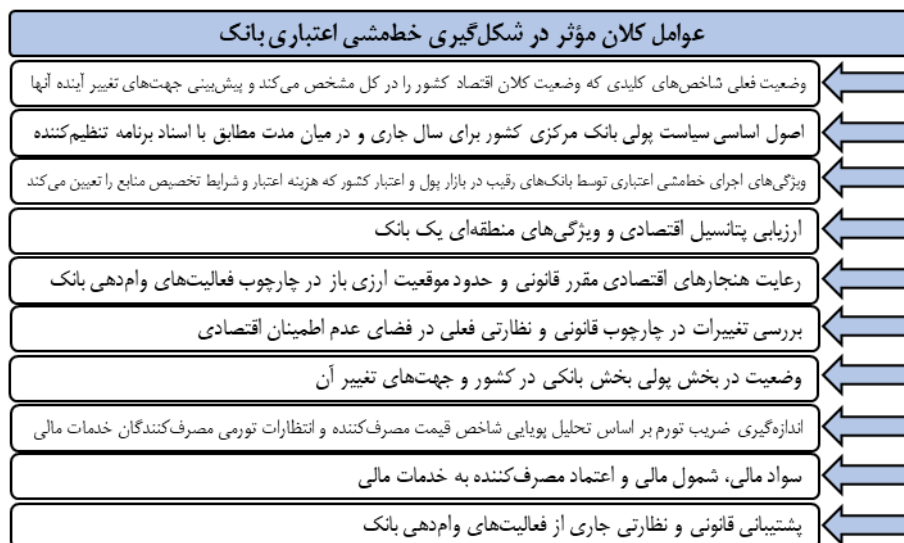 عوامل کلان مؤثر در شکل‌گیری خط‌مشی اعتباری بانک
وضعیت فعلی شاخص‌های کلیدی که وضعیت کلان اقتصاد کشور را در کل مشخص می‌کند و پیش‌بینی جهت‌های تغییر آینده آنها
اصول اساسی سیاست پولی بانک مرکزی کشور برای سال جاری و در میان مدت مطابق با اسناد برنامه تنظیم‌کننده
ویژگی‌های اجرای خط‌مشی اعتباری توسط بانک‌های رقیب در بازار پول و اعتبار کشور که هزینه اعتبار و شرایط تخصیص منابع را تعیین می‌کند
ارزیابی پتانسیل اقتصادی و ویژگی‌های منطقه‌ای یک بانک
رعایت هنجارهای اقتصادی مقرر قانونی و حدود موقعیت ارزی باز در چارچوب فعالیت‌های وام‌دهی بانک
بررسی تغییرات در چارچوب قانونی و نظارتی فعلی در فضای عدم اطمینان اقتصادی
وضعیت در بخش پولی بخش بانکی در کشور و جهت‌های تغییر آن
اندازه‌گیری ضریب تورم بر اساس تحلیل پویایی شاخص قیمت مصرف‌کننده و انتظارات تورمی مصرف‌کنندگان خدمات مالی
سواد مالی، شمول مالی و اعتماد مصرف‌کننده به خدمات مالی
پشتیبانی قانونی و نظارتی جاری از فعالیت‌های وام‌دهی بانک